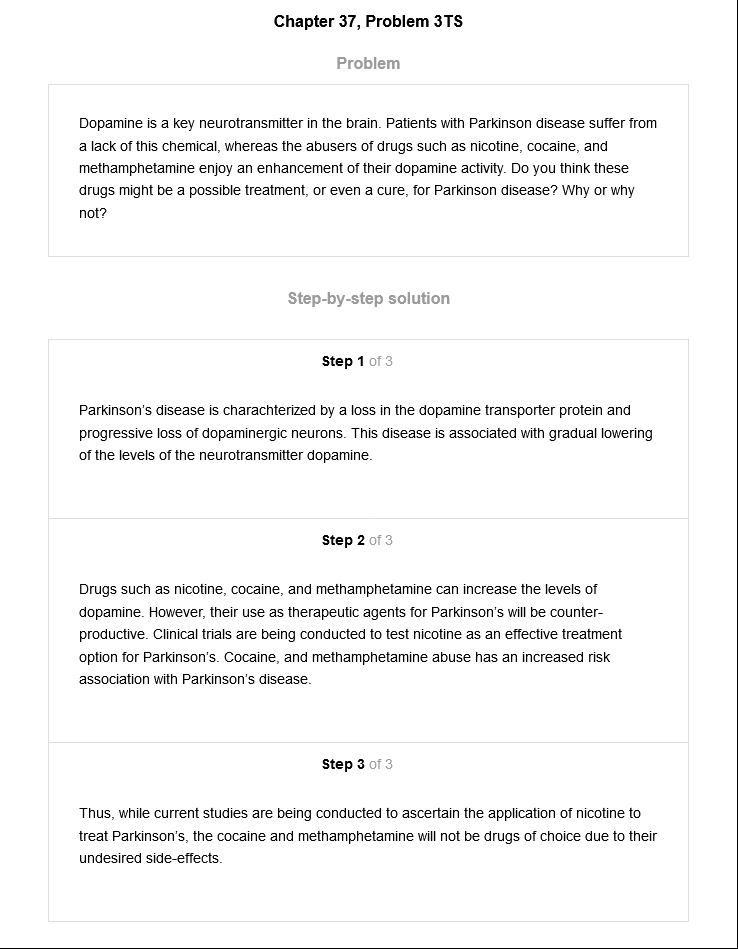 Chapter 37, Problem 3TS
Problem
Dopamine is a key neurotransmitter in the brain. Patients with Parkinson disease suffer from
a lack of this chemical, whereas the abusers of drugs such as nicotine, cocaine, and
methamphetamine enjoy an enhancement of their dopamine activity. Do you think these
drugs might be a possible treatment, or even a cure, for Parkinson disease? Why or why
not?
Step-by-step solution
Step 1 of 3
Parkinson’s disease is charachterized by a loss in the dopamine transporter protein and
progressive loss of dopaminergic neurons. This disease is associated with gradual lowering
of the levels of the neurotransmitter dopamine.
Step 2 of 3
Drugs such as nicotine, cocaine, and methamphetamine can increase the levels of
dopamine. However, their use as therapeutic agents for Parkinson’s will be counter-
productive. Clinical trials are being conducted to test nicotine as an effective treatment
option for Parkinson’s. Cocaine, and methamphetamine abuse has an increased risk
association with Parkinson’s disease.
Step 3 of 3
Thus, while current studies are being conducted to ascertain the application of nicotine to
treat Parkinson’s, the cocaine and methamphetamine will not be drugs of choice due to their
undesired side-effects.